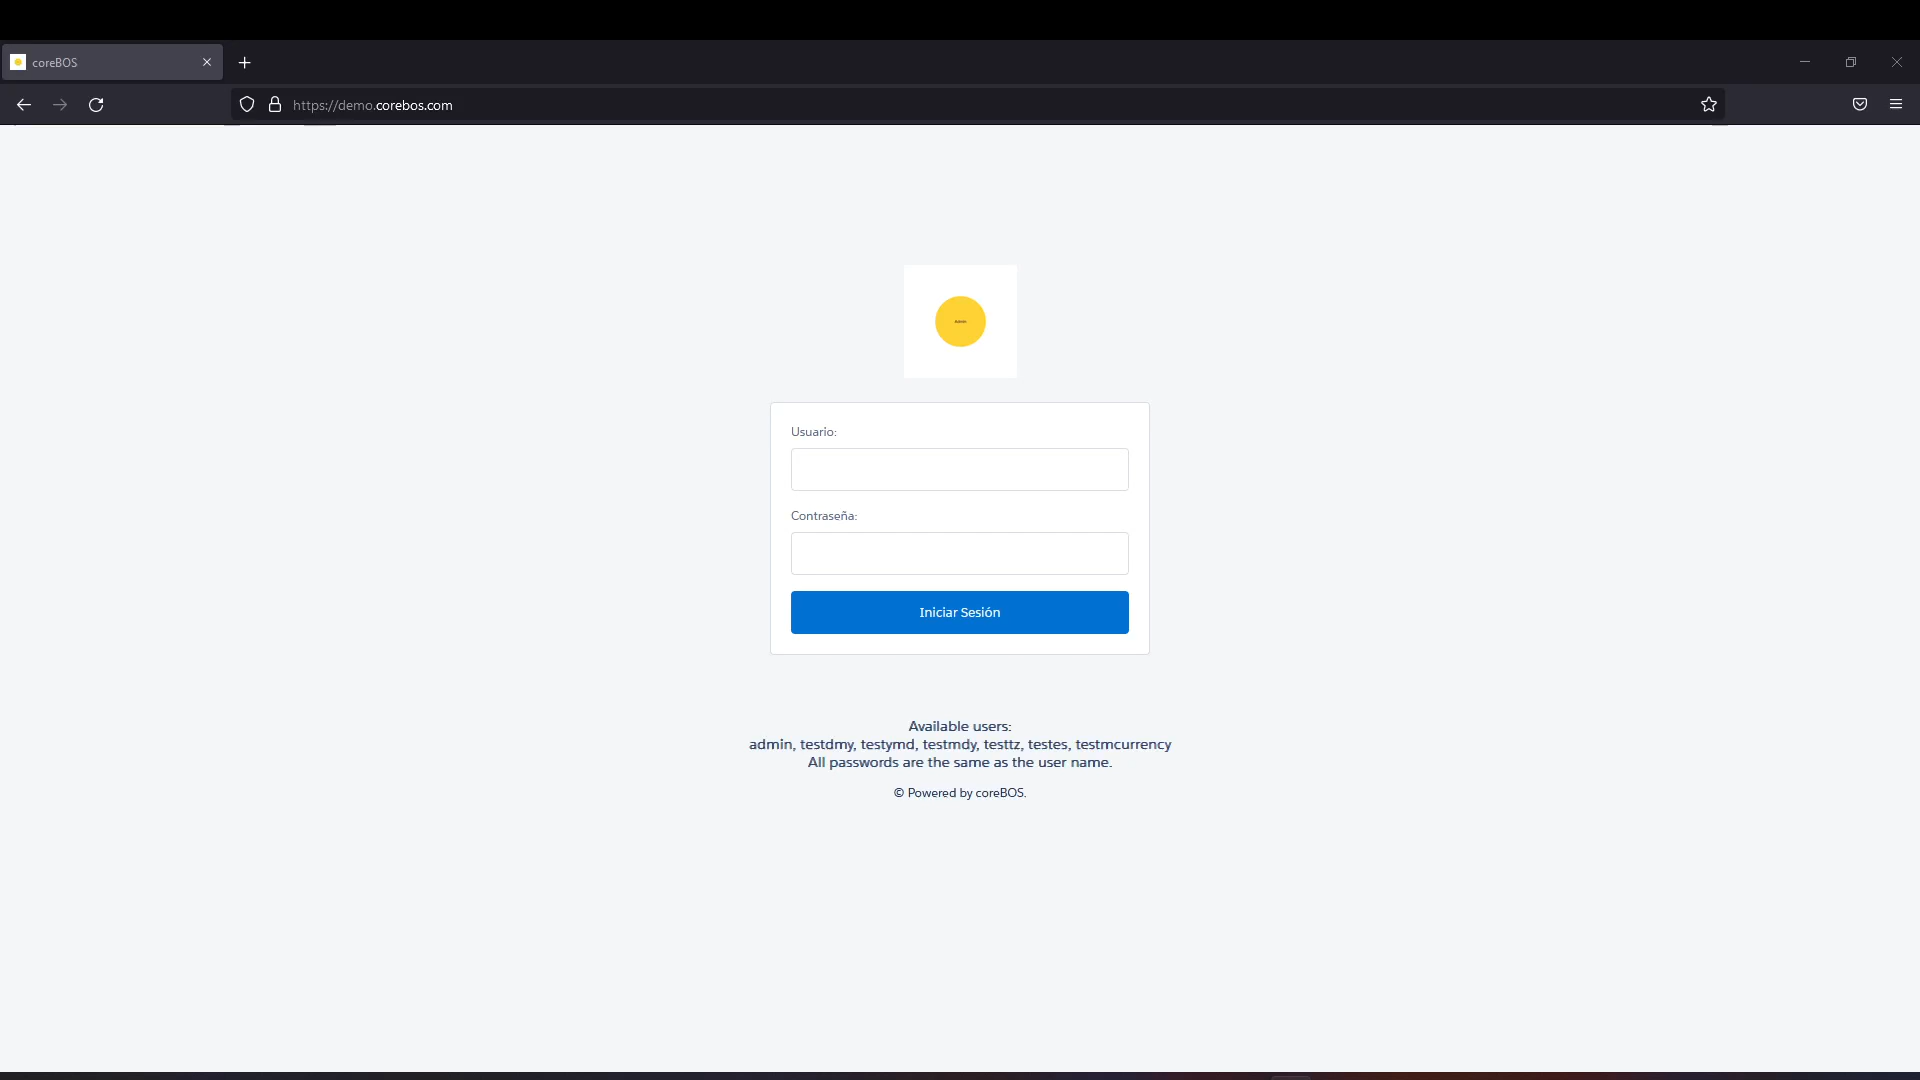 coreBOS
https://demo.corebos.com
Usuario:
Contraseña:
Iniciar Sesión
Available users:
admin, testdmy, testymd, testmdy, testtz, testes, testmcurrency
All passwords are the same as the user name.
© Powered by coreBOS.